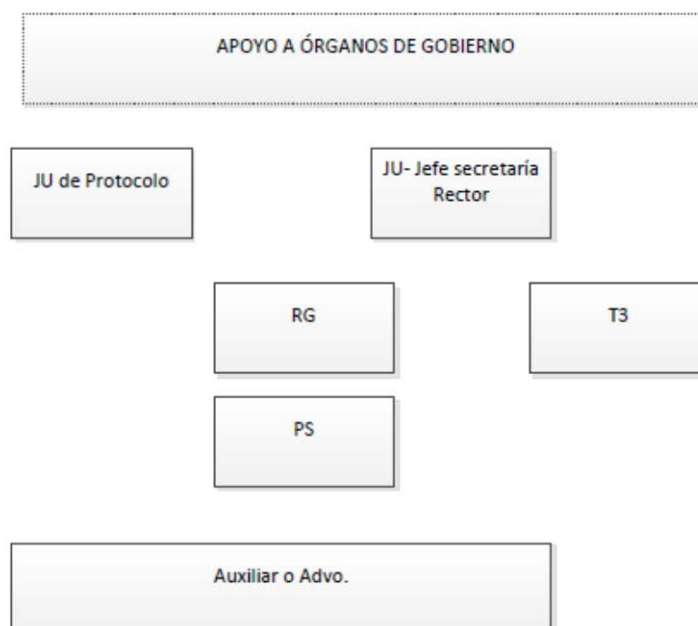 APOYO A ÓRGANOS DE GOBIERNO
JU de Protocolo
JU- Jefe secretaría
Rector
RG
T3
PS
Auxiliar o Advo.